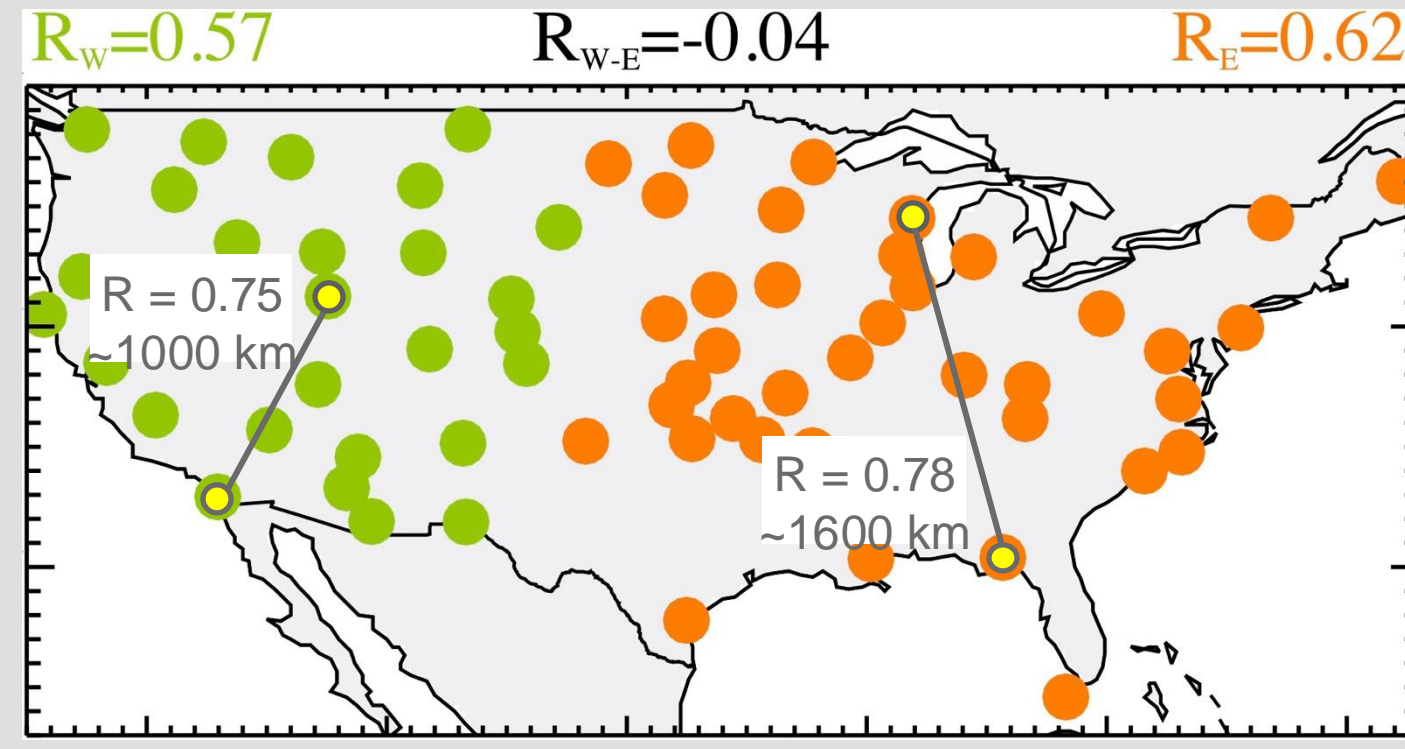 R_W=0.57 R_W-E=-0.04 R_E=0.62
R = 0.75
~1000 km
R = 0.78
~1600 km